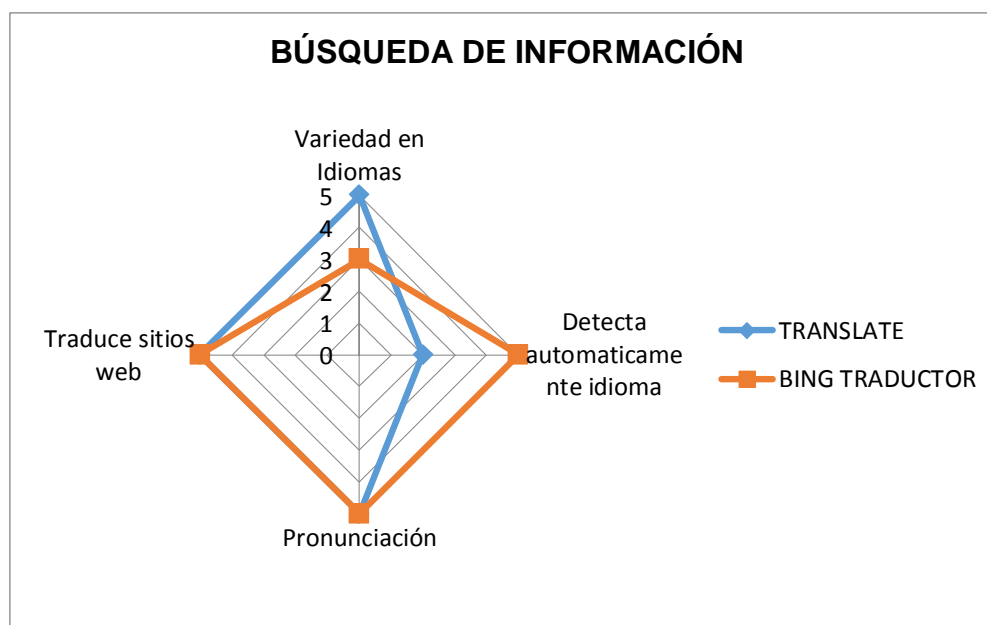 BÚSQUEDA DE INFORMACIÓN
Variedad en
Idiomas
5
4
3
2
1
0
Traduce sitios
web
Detecta
automaticame
nte idioma
Pronunciación
TRANSLATE
BING TRADUCTOR